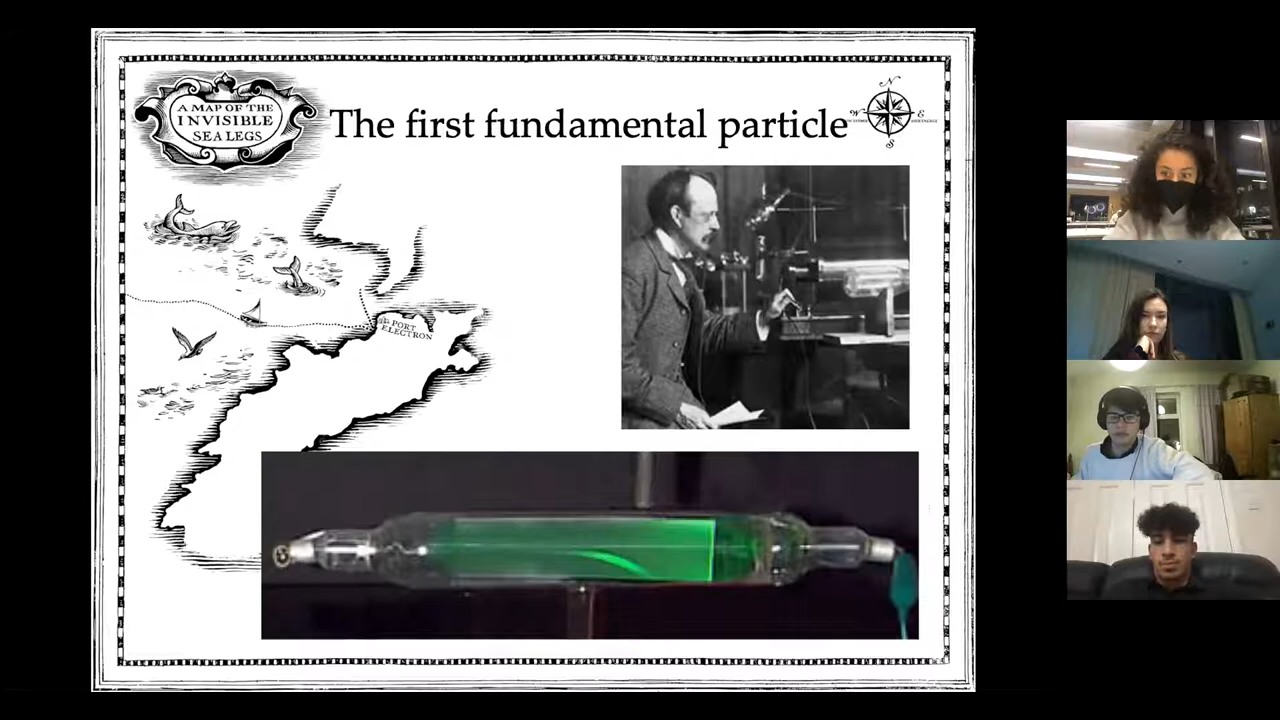 A MAP OF THE
INVISIBLE
SEA LEGS
The first fundamental particle
N
W
E
S
PORT
ELECTRON